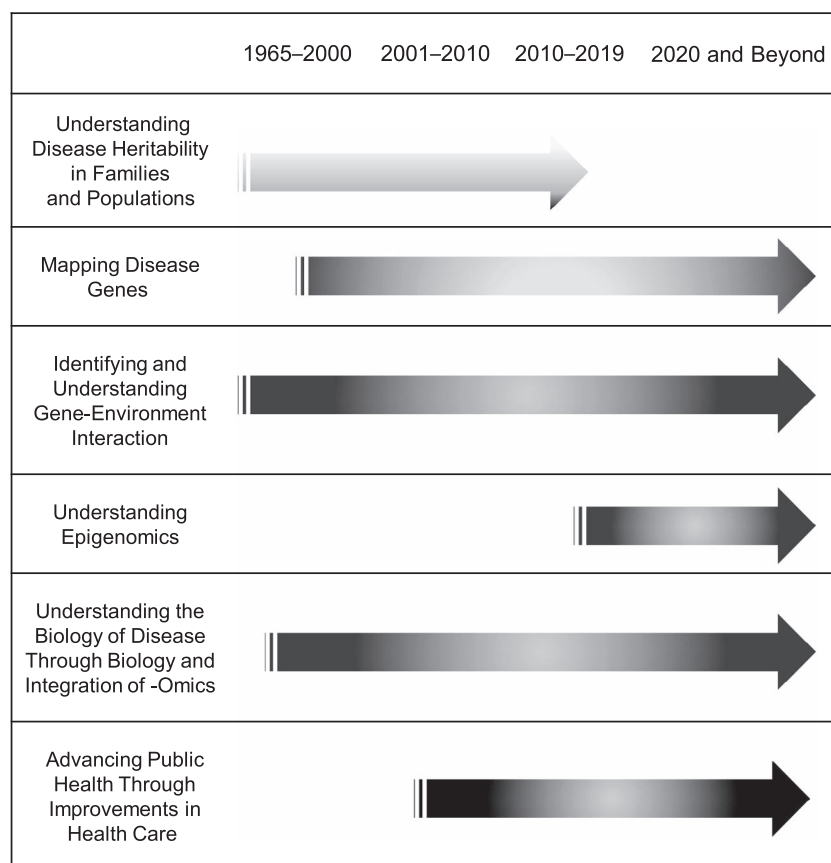 1965–2000 2001–2010 2010–2019 2020 and Beyond
Understanding
Disease Heritability
in Families
and Populations
Mapping Disease
Genes
Identifying and
Understanding
Gene-Environment
Interaction
Understanding
Epigenomics
Understanding the
Biology of Disease
Through Biology and
Integration of -Omics
Advancing Public
Health Through
Improvements in
Health Care